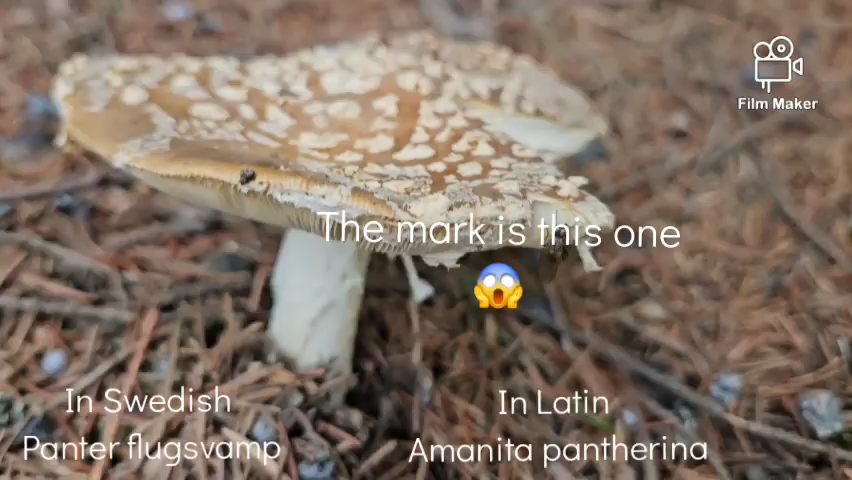 Film Maker
The mark is this one
😱
In Swedish
Panter flugsvamp
In Latin
Amanita pantherina